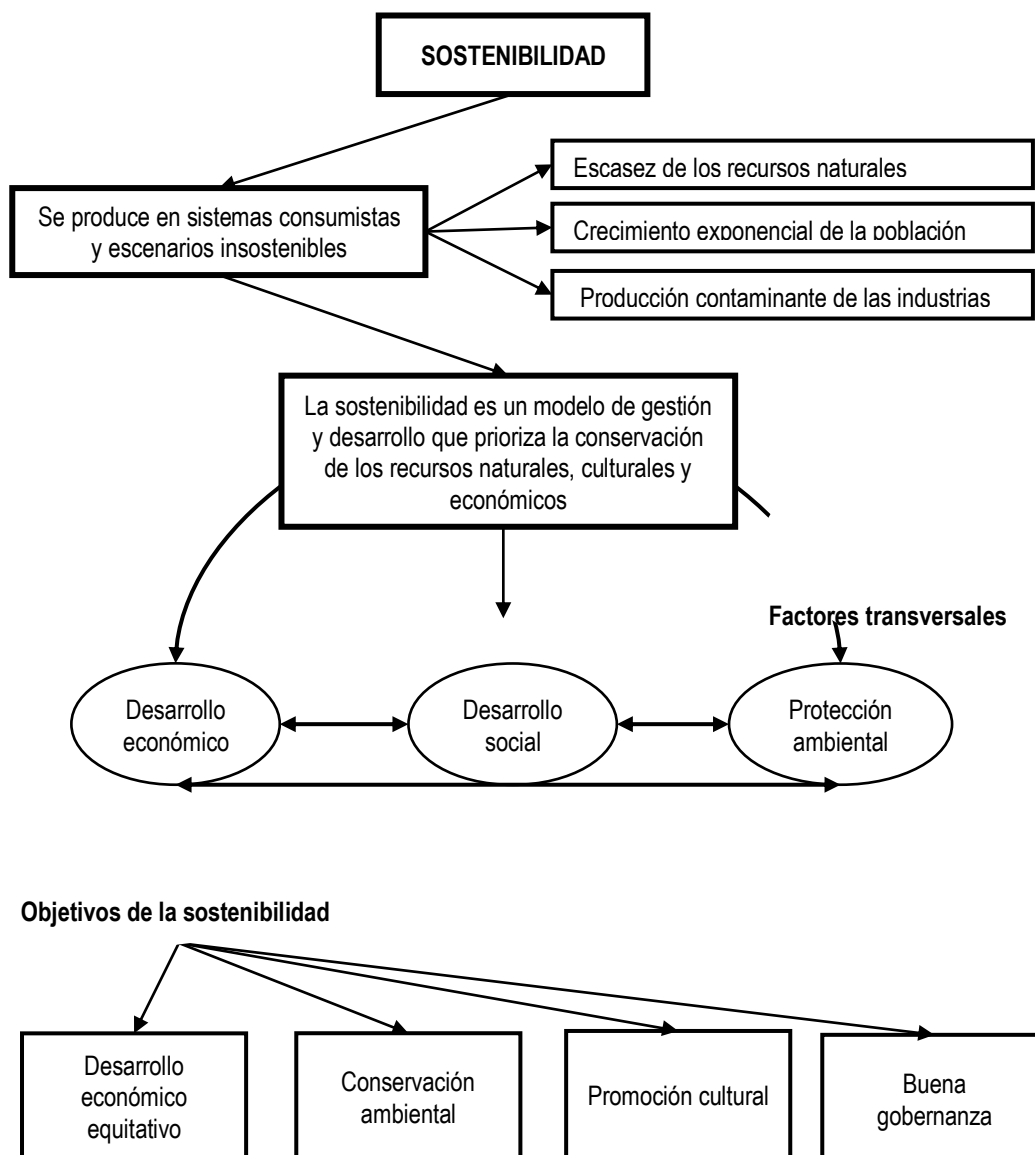 SOSTENIBILIDAD
Escasez de los recursos naturales
Se produce en sistemas consumistas
y escenarios insostenibles
Crecimiento exponencial de la población
Producción contaminante de las industrias
La sostenibilidad es un modelo de gestión
y desarrollo que prioriza la conservación
de los recursos naturales, culturales y
económicos
Factores transversales
Desarrollo
económico
Desarrollo
social
Protección
ambiental
Objetivos de la sostenibilidad
Desarrollo
económico
equitativo
Conservación
ambiental
Promoción cultural
Buena
gobernanza